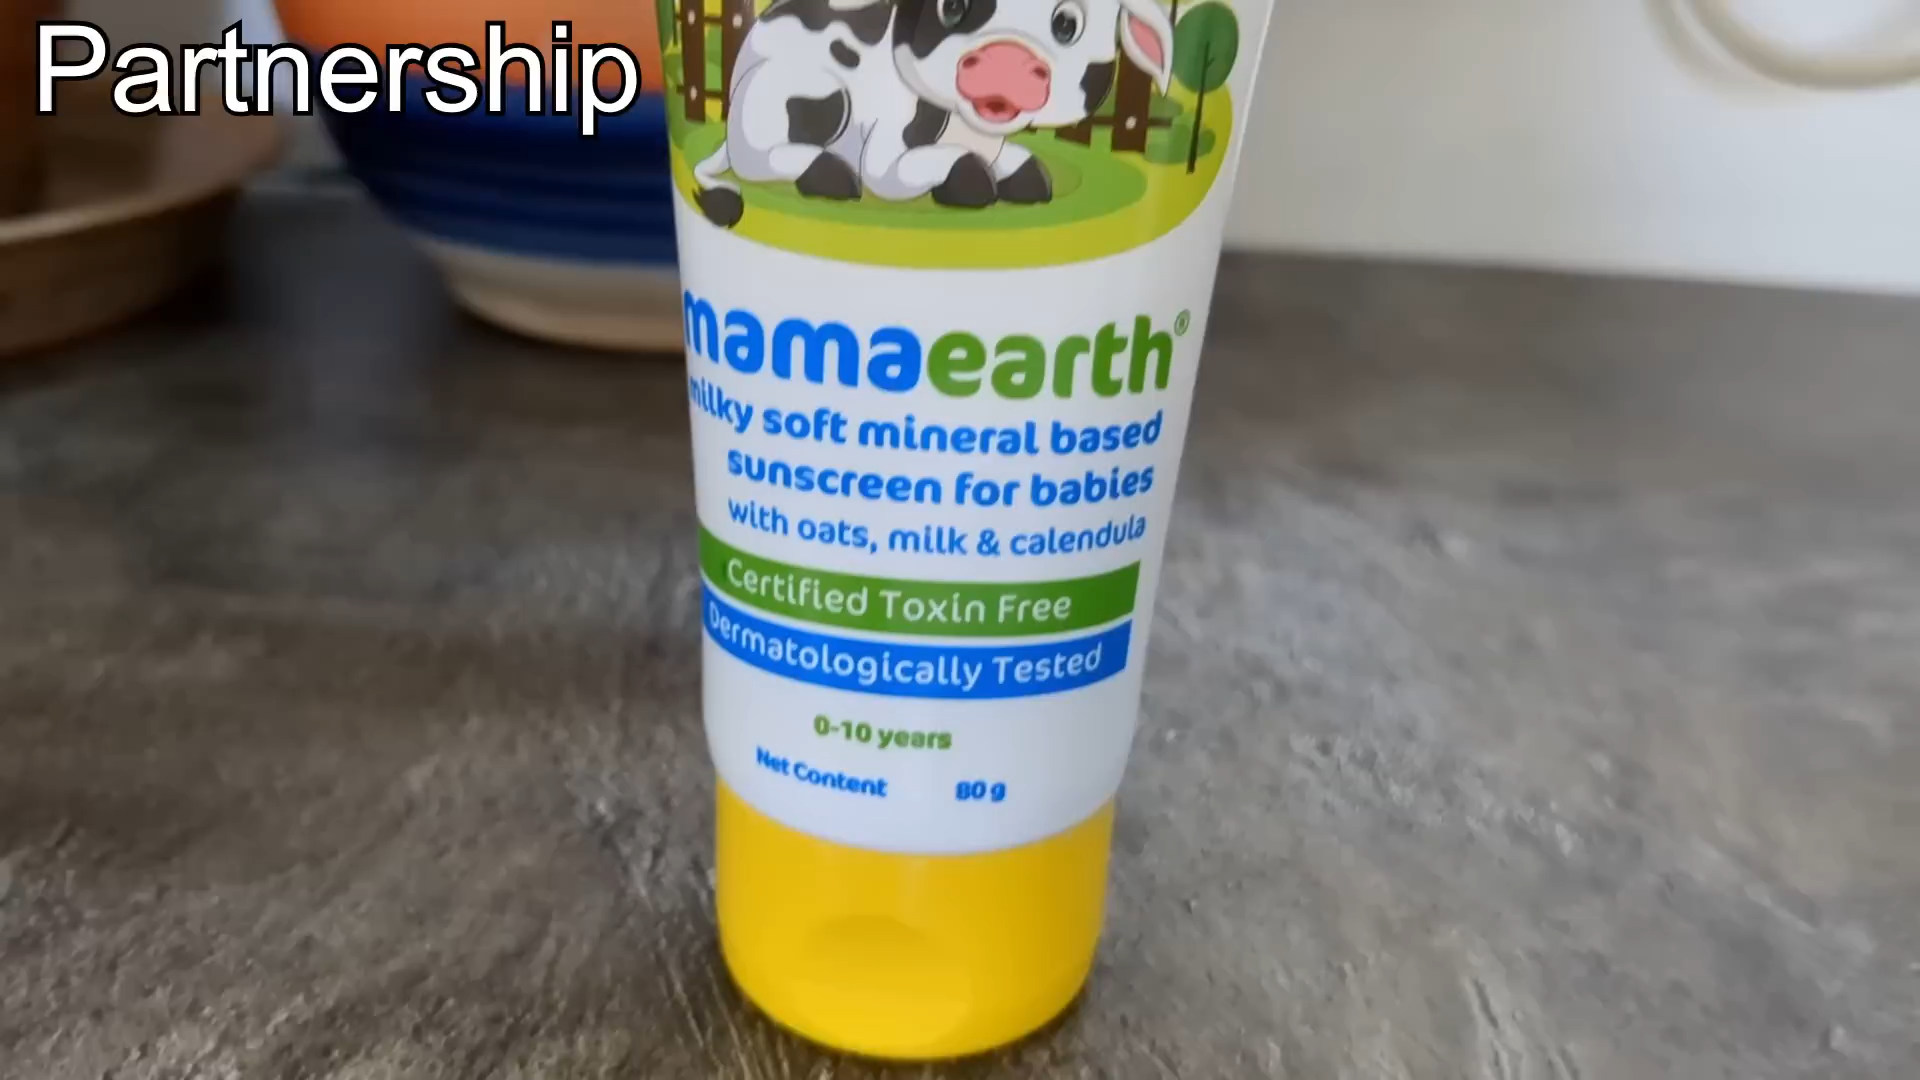 Partnership
mamaearth®
milky soft mineral based
sunscreen for babies
with oats, milk & calendula
Certified Toxin Free
Dermatologically Tested
0-10 years
Net Content 80 g